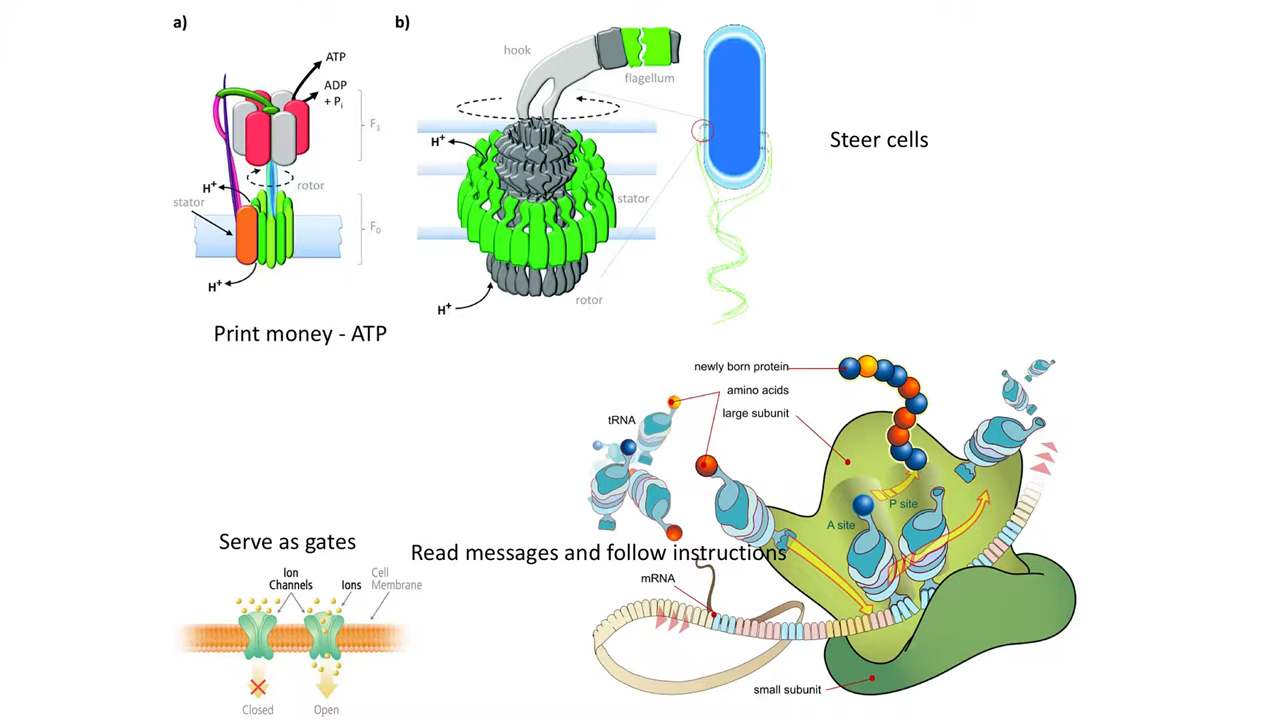 a)
ATP
ADP
+ Pi
F1
H+
rotor
stator
F0
H+
Print money - ATP
b)
hook
flagellum
H+
stator
H+
rotor
Steer cells
newly born protein
amino acids
large subunit
tRNA
A site
P site
Read messages and follow instructions
mRNA
small subunit
Serve as gates
Ion
Channels
Ions
Cell
Membrane
Closed
Open